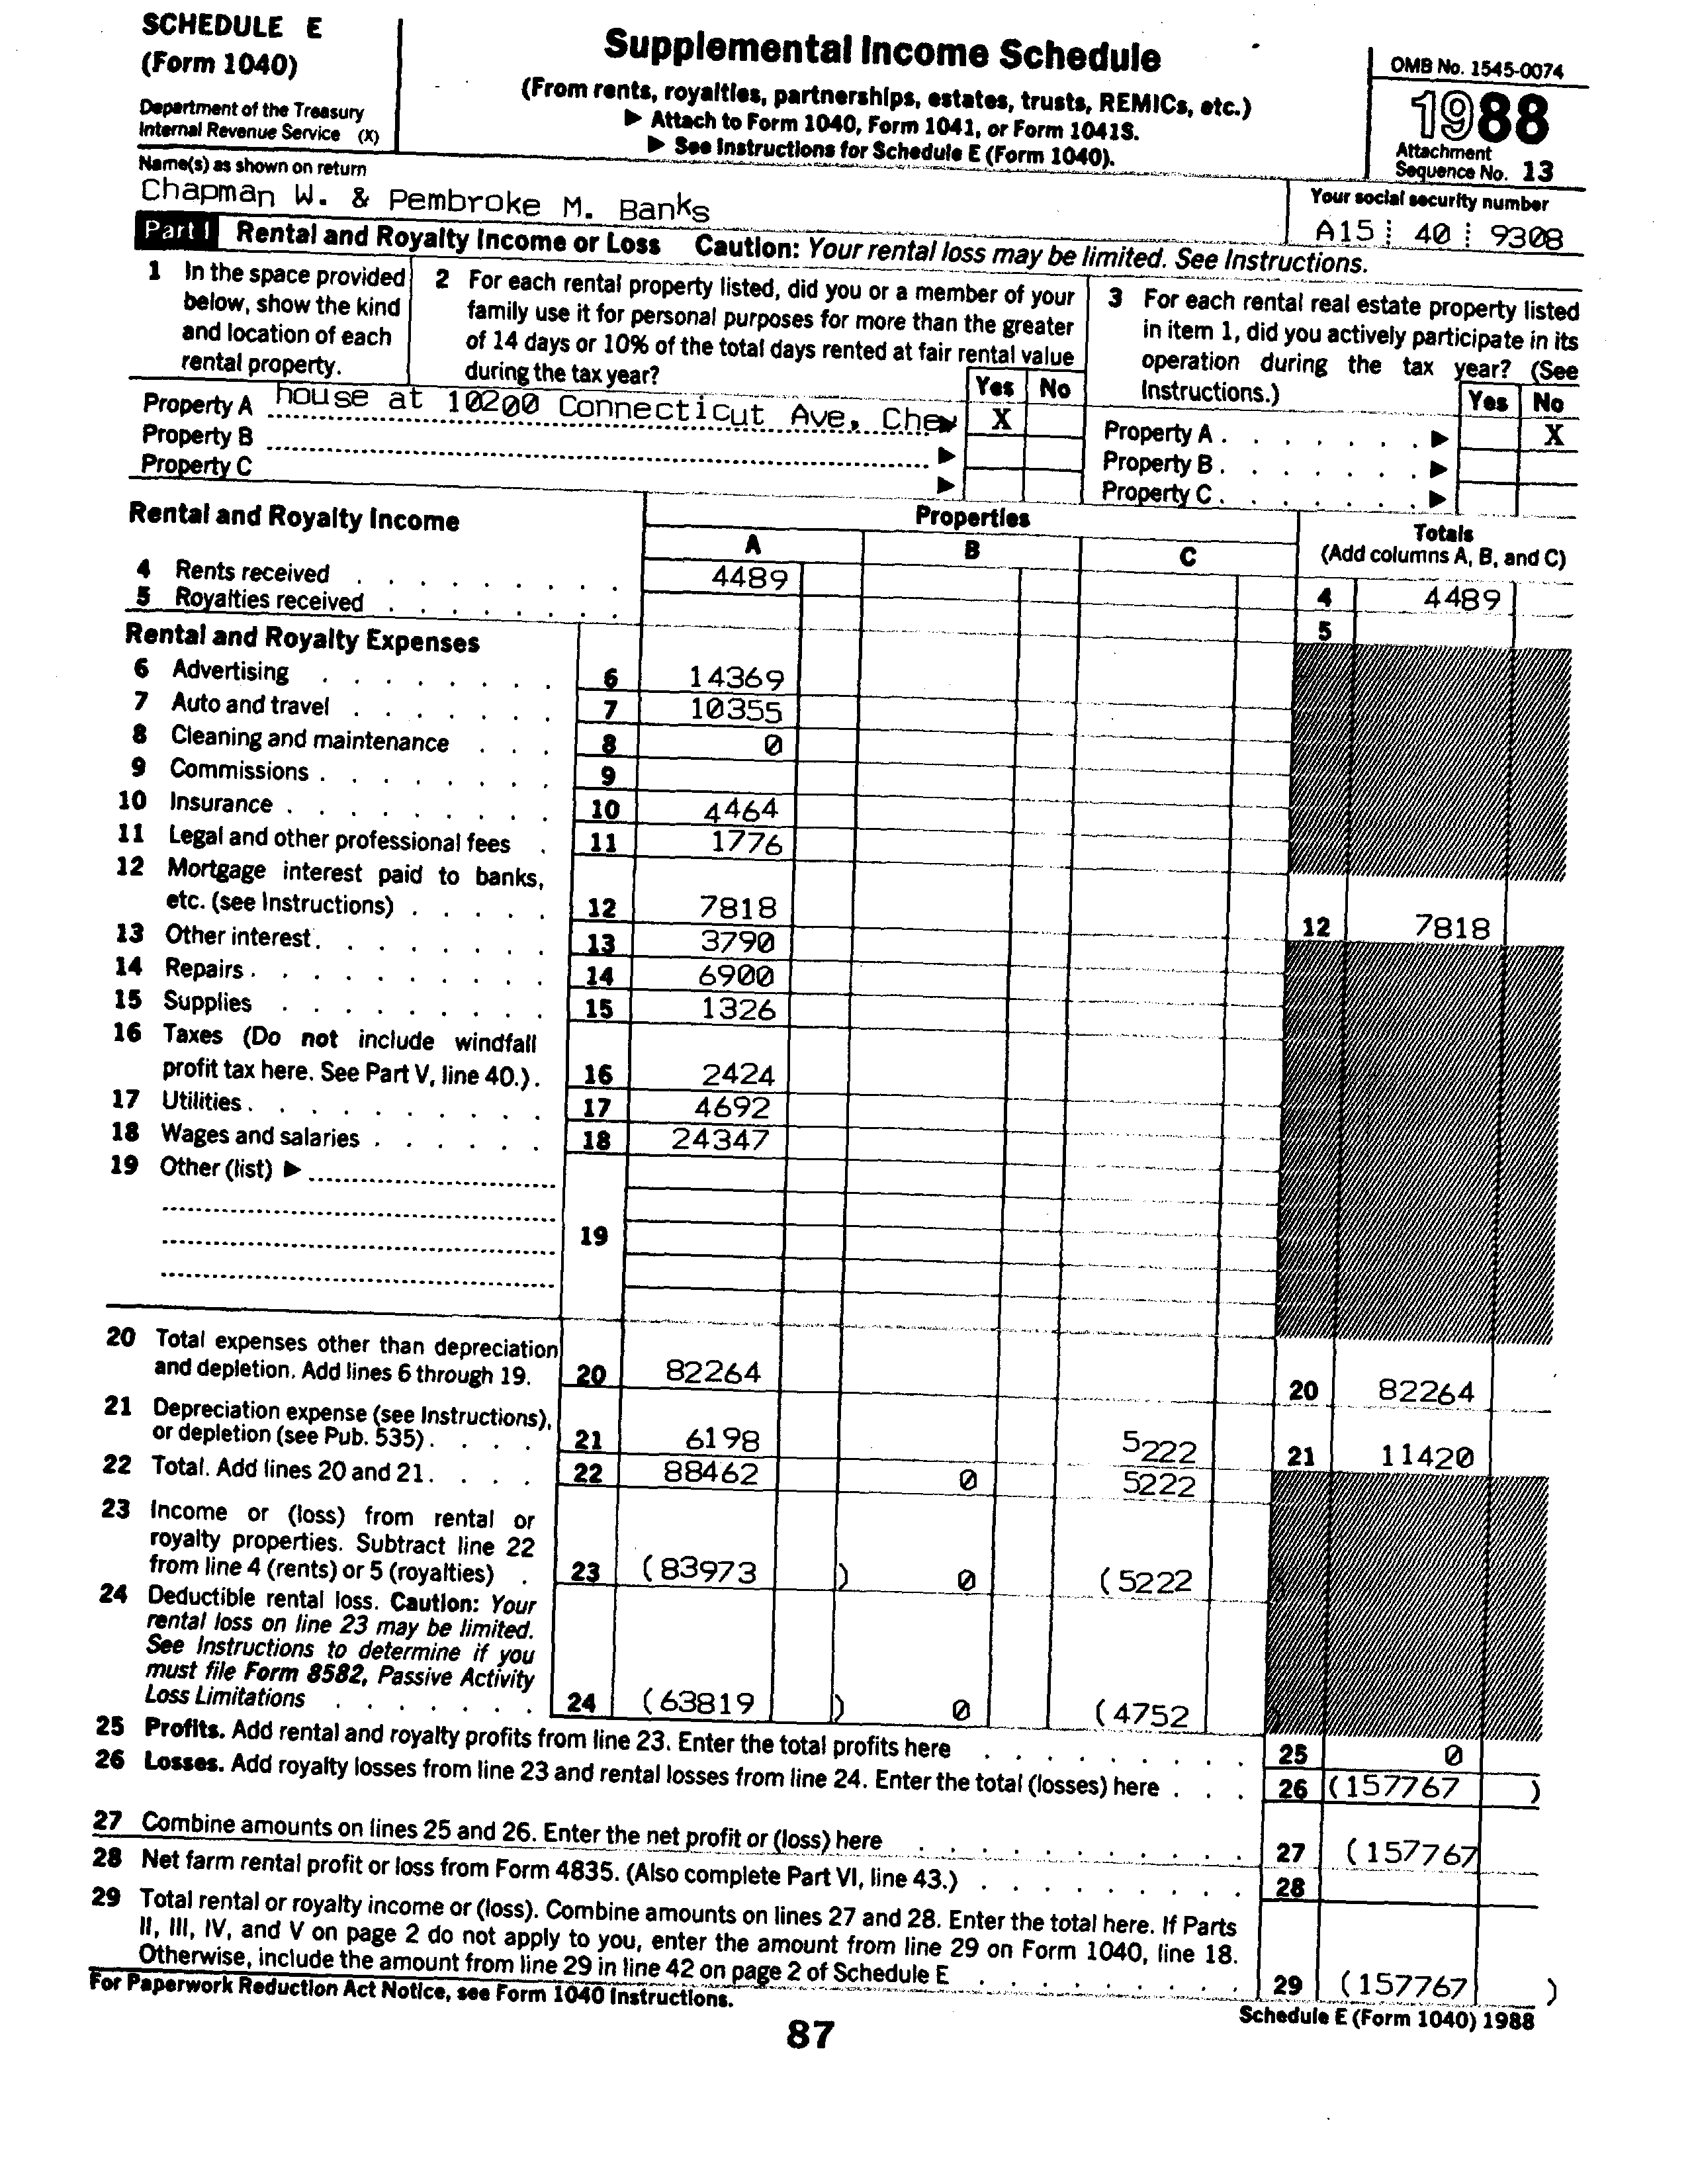 SCHEDULE E
(Form 1040)
Department of the Treasury
Internal Revenue Service (X)
Supplemental Income Schedule
(From rents, royalties, partnerships, estates, trusts, REMICs, etc.)
▶ Attach to Form 1040, Form 1041, or Form 1041S.
▶ See Instructions for Schedule E (Form 1040).
OMB No. 1545-0074
1988
Attachment
Sequence No. 13
Name(s) as shown on return
Chapman W. & Pembroke M. Banks
Your social security number
A15 40 9308
Part I Rental and Royalty Income or Loss Caution: Your rental loss may be limited. See Instructions.
1 In the space provided
below, show the kind
and location of each
rental property.
2 For each rental property listed, did you or a member of your
family use it for personal purposes for more than the greater
of 14 days or 10% of the total days rented at fair rental value
during the tax year?
Yes No
3 For each rental real estate property listed
in item 1, did you actively participate in its
operation during the tax year? (See
Instructions.)
Yes No
Property A house at 10200 Connecticut Ave, Chev ▶ X
Property B ▶
Property C ▶
Property A ▶ X
Property B ▶
Property C ▶
Rental and Royalty Income
Properties
A B C
Totals
(Add columns A, B, and C)
4 Rents received 4489 4 4489
5 Royalties received 5
Rental and Royalty Expenses
6 Advertising 6 14369
7 Auto and travel 7 10355
8 Cleaning and maintenance 8 0
9 Commissions 9
10 Insurance 10 4464
11 Legal and other professional fees 11 1776
12 Mortgage interest paid to banks,
etc. (see Instructions) 12 7818 12 7818
13 Other interest 13 3790
14 Repairs 14 6900
15 Supplies 15 1326
16 Taxes (Do not include windfall
profit tax here. See Part V, line 40.) 16 2424
17 Utilities 17 4692
18 Wages and salaries 18 24347
19 Other (list) ▶
19
20 Total expenses other than depreciation
and depletion. Add lines 6 through 19. 20 82264 20 82264
21 Depreciation expense (see Instructions),
or depletion (see Pub. 535) 21 6198 5222 21 11420
22 Total. Add lines 20 and 21 22 88462 0 5222
23 Income or (loss) from rental or
royalty properties. Subtract line 22
from line 4 (rents) or 5 (royalties) 23 (83973 ) 0 (5222
24 Deductible rental loss. Caution: Your
rental loss on line 23 may be limited.
See Instructions to determine if you
must file Form 8582, Passive Activity
Loss Limitations 24 (63819 ) 0 (4752
25 Profits. Add rental and royalty profits from line 23. Enter the total profits here 25 0
26 Losses. Add royalty losses from line 23 and rental losses from line 24. Enter the total (losses) here 26 (157767 )
27 Combine amounts on lines 25 and 26. Enter the net profit or (loss) here 27 (157767
28 Net farm rental profit or loss from Form 4835. (Also complete Part VI, line 43.) 28
29 Total rental or royalty income or (loss). Combine amounts on lines 27 and 28. Enter the total here. If Parts
II, III, IV, and V on page 2 do not apply to you, enter the amount from line 29 on Form 1040, line 18.
Otherwise, include the amount from line 29 in line 42 on page 2 of Schedule E 29 (157767 )
For Paperwork Reduction Act Notice, see Form 1040 Instructions.
Schedule E (Form 1040) 1988
87